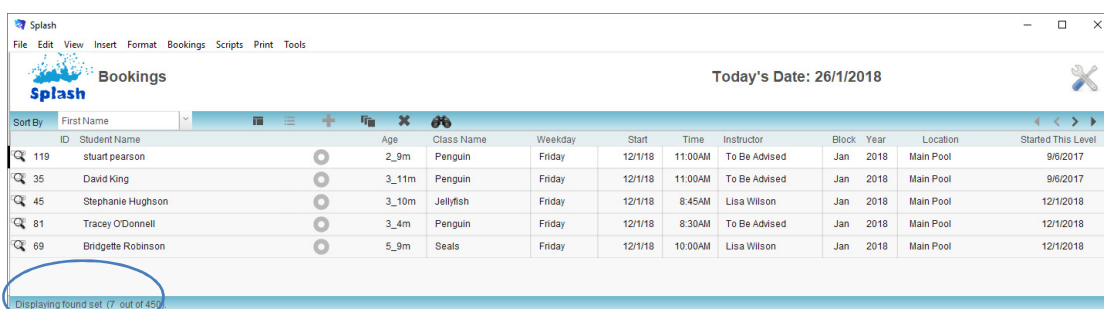 Splash
File Edit View Insert Format Bookings Scripts Print Tools
Splash
Bookings
Today's Date: 26/1/2018
Sort By First Name
ID Student Name Age Class Name Weekday Start Time Instructor Block Year Location Started This Level
119 stuart pearson 2_9m Penguin Friday 12/1/18 11:00AM To Be Advised Jan 2018 Main Pool 9/6/2017
35 David King 3_11m Penguin Friday 12/1/18 11:00AM To Be Advised Jan 2018 Main Pool 9/6/2017
45 Stephanie Hughson 3_10m Jellyfish Friday 12/1/18 8:45AM Lisa Wilson Jan 2018 Main Pool 12/1/2018
81 Tracey O'Donnell 3_4m Penguin Friday 12/1/18 8:30AM To Be Advised Jan 2018 Main Pool 12/1/2018
69 Bridgette Robinson 5_9m Seals Friday 12/1/18 10:00AM Lisa Wilson Jan 2018 Main Pool 12/1/2018
Displaying found set (7 out of 450).